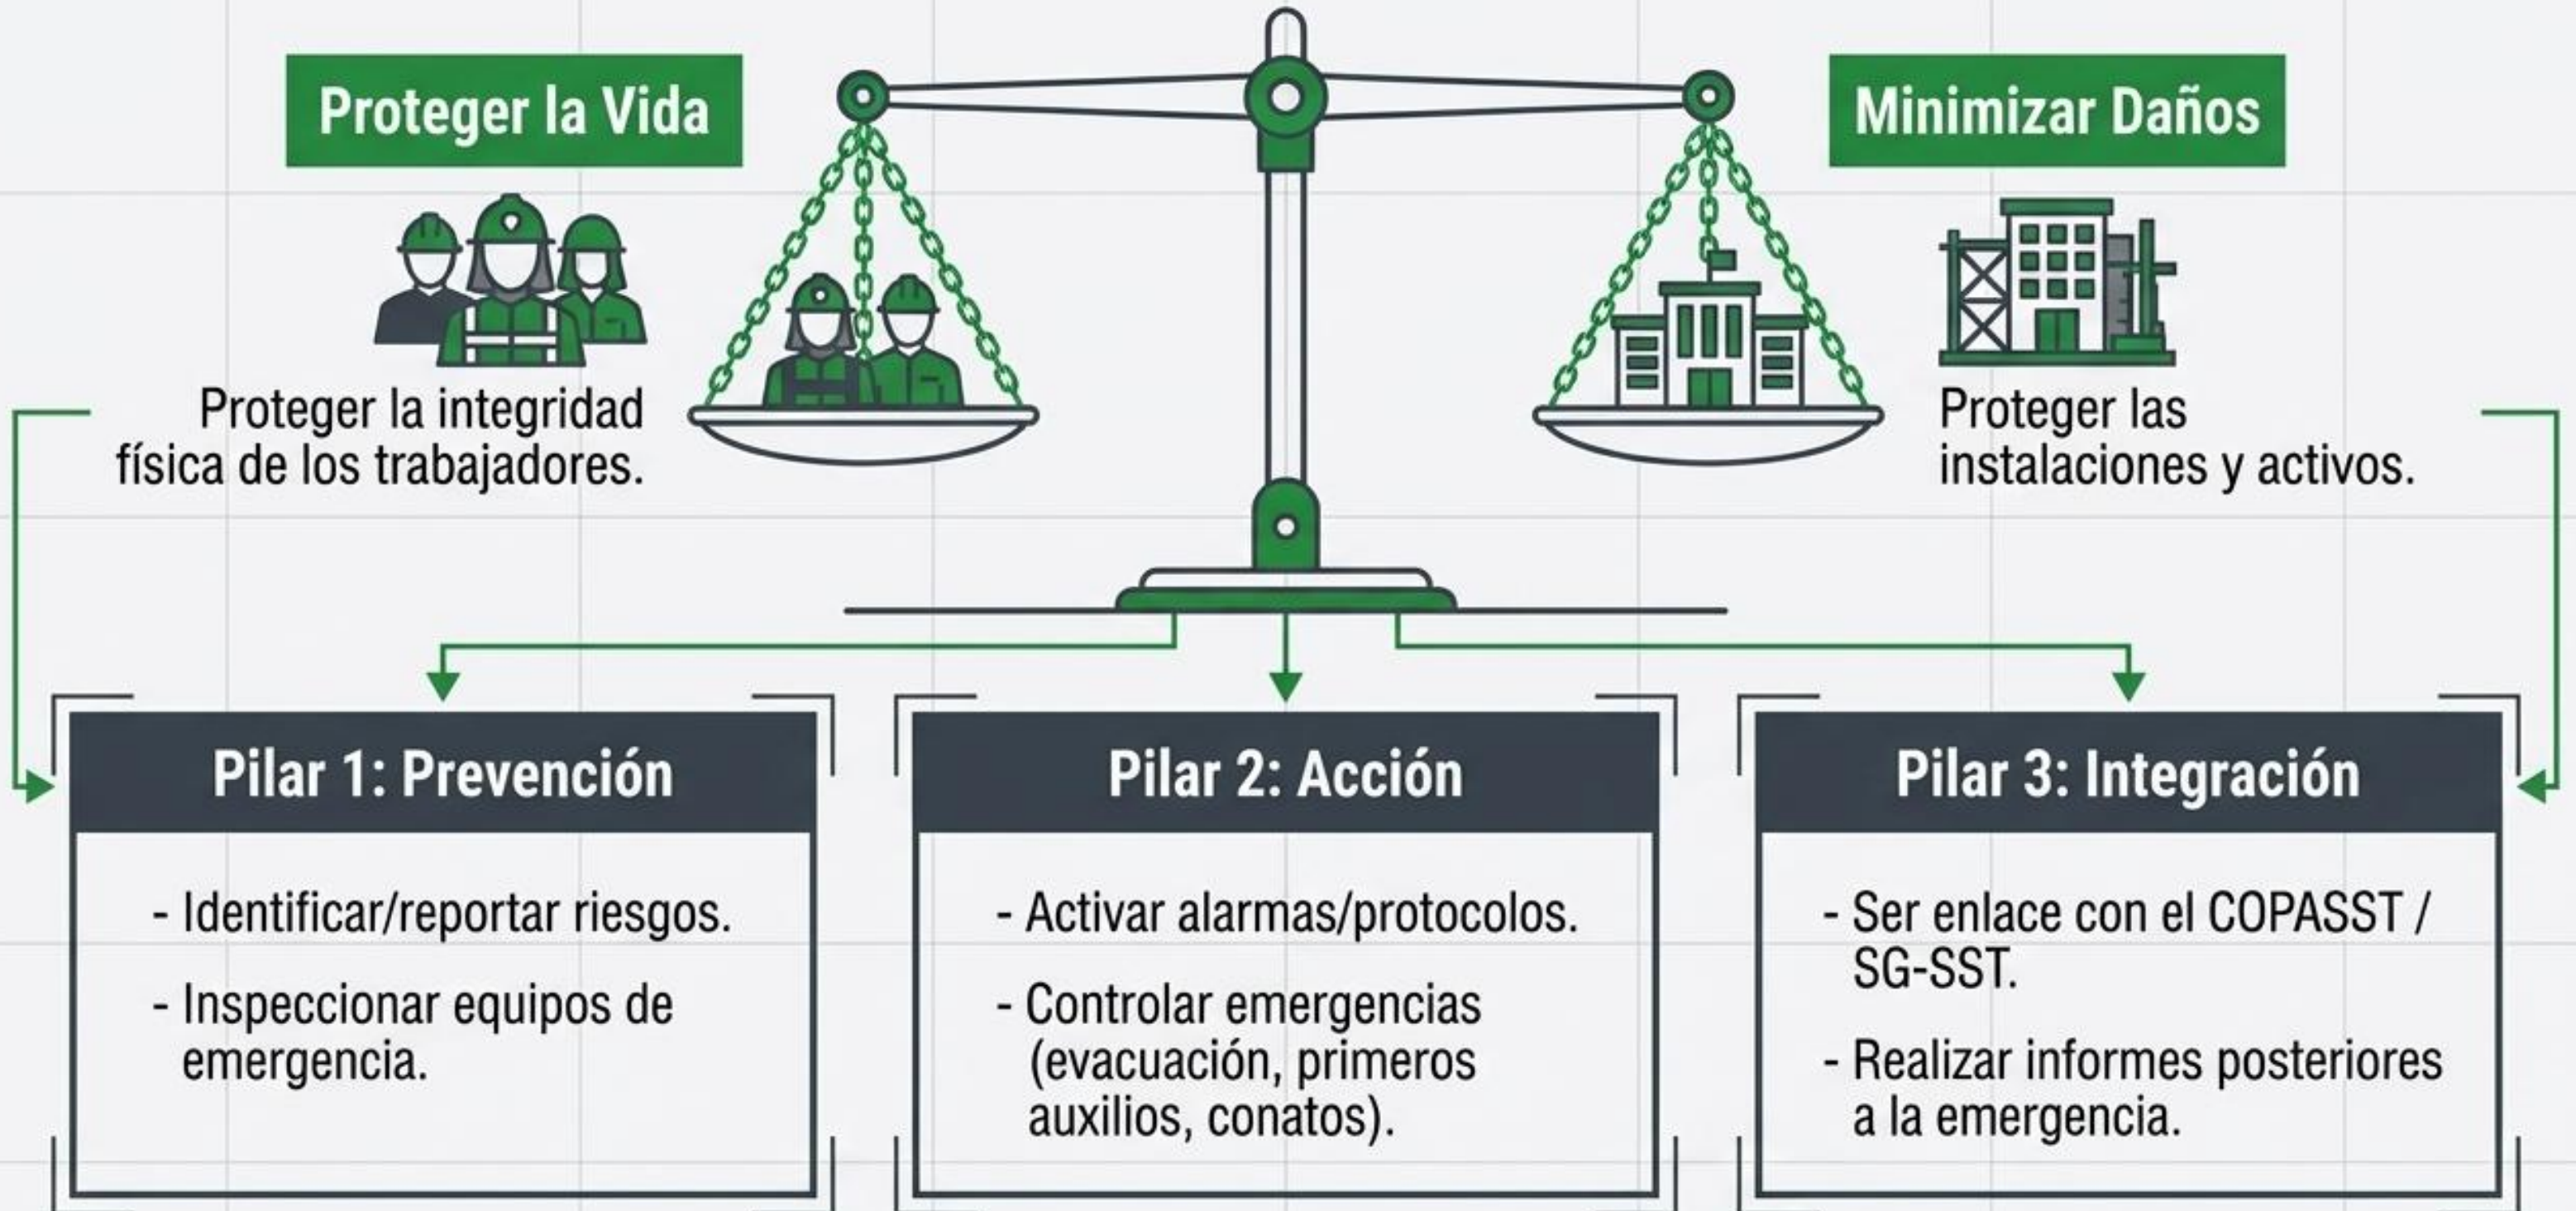 Proteger la Vida
Minimizar Daños
Proteger la integridad
física de los trabajadores.
Proteger las
instalaciones y activos.
Pilar 1: Prevención
- Identificar/reportar riesgos.
- Inspeccionar equipos de
emergencia.
Pilar 2: Acción
- Activar alarmas/protocolos.
- Controlar emergencias
(evacuación, primeros
auxilios, conatos).
Pilar 3: Integración
- Ser enlace con el COPASST /
SG-SST.
- Realizar informes posteriores
a la emergencia.